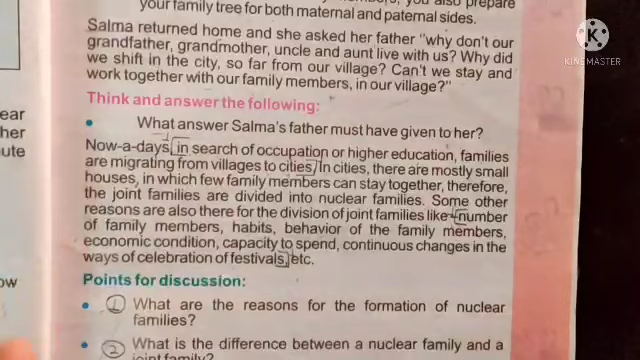 your family tree for both maternal and paternal sides.
Salma returned home and she asked her father "why don't our
grandfather, grandmother, uncle and aunt live with us? Why did
we shift in the city, so far from our village? Can't we stay and
work together with our family members, in our village?"
Think and answer the following:
• What answer Salma's father must have given to her?
Now-a-days, in search of occupation or higher education, families
are migrating from villages to cities. In cities, there are mostly small
houses, in which few family members can stay together, therefore,
the joint families are divided into nuclear families. Some other
reasons are also there for the division of joint families like - number
of family members, habits, behavior of the family members,
economic condition, capacity to spend, continuous changes in the
ways of celebration of festivals, etc.
Points for discussion:
• 1 What are the reasons for the formation of nuclear
families?
• 2 What is the difference between a nuclear family and a
joint family?
ear
her
ute
ow
K
KINEMASTER